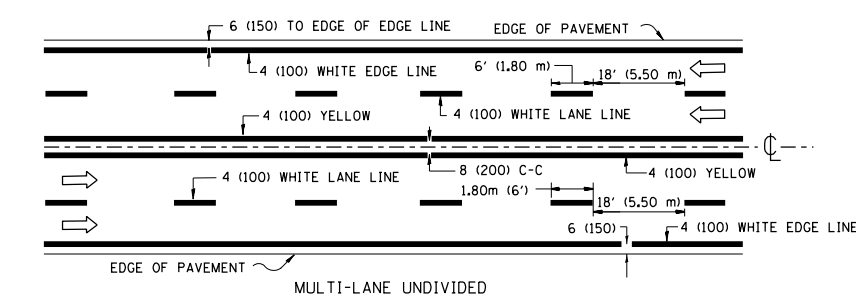 6 (150) TO EDGE OF EDGE LINE
EDGE OF PAVEMENT
4 (100) WHITE EDGE LINE
6' (1.80 m)
18' (5.50 m)
4 (100) YELLOW
4 (100) WHITE LANE LINE
℄
4 (100) WHITE LANE LINE
8 (200) C-C
4 (100) YELLOW
1.80m (6')
18' (5.50 m)
6 (150)
4 (100) WHITE EDGE LINE
EDGE OF PAVEMENT
MULTI-LANE UNDIVIDED